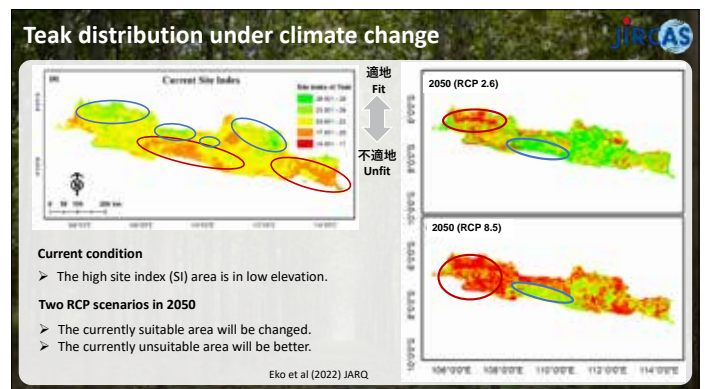 Teak distribution under climate change
JIRCAS
Current Site Index
適地
Fit
不適地
Unfit
2050 (RCP 2.6)
2050 (RCP 8.5)
Current condition
➢ The high site index (SI) area is in low elevation.
Two RCP scenarios in 2050
➢ The currently suitable area will be changed.
➢ The currently unsuitable area will be better.
Eko et al (2022) JARQ
106°0'0"E 108°0'0"E 110°0'0"E 112°0'0"E 114°0'0"E